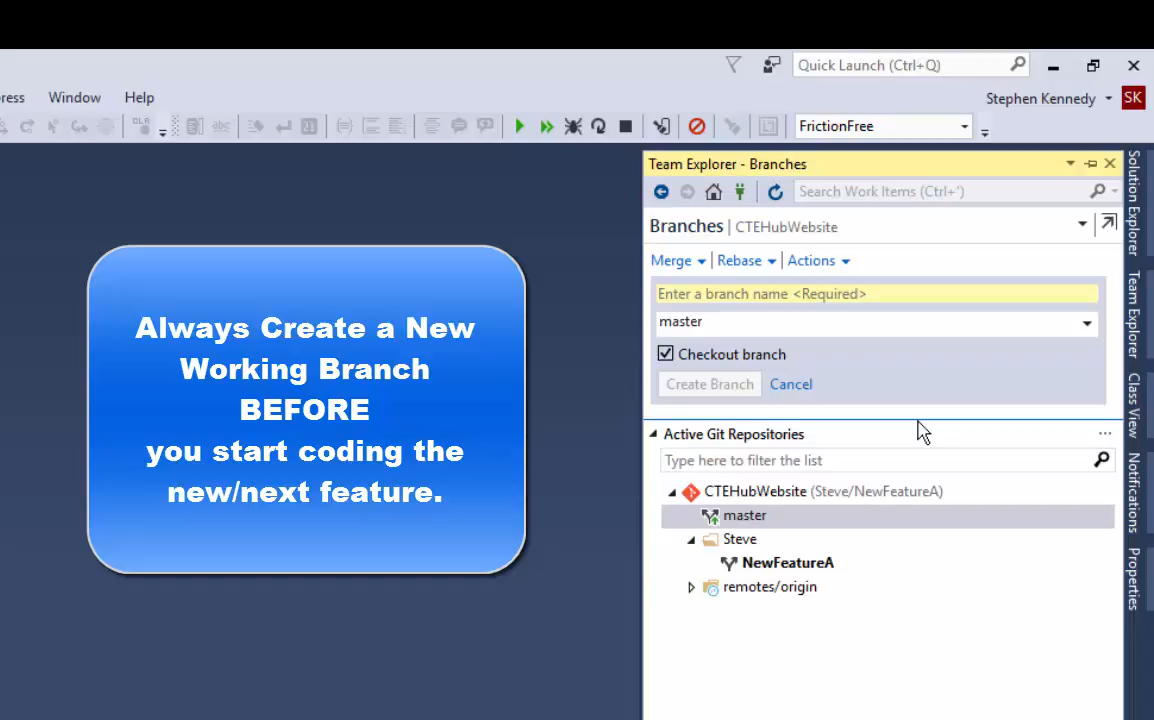 Quick Launch (Ctrl+Q)
ress Window Help
Stephen Kennedy SK
FrictionFree
Team Explorer - Branches
Search Work Items (Ctrl+')
Branches | CTEHubWebsite
Merge | Rebase | Actions
Enter a branch name <Required>
master
Checkout branch
Create Branch Cancel
Active Git Repositories
Type here to filter the list
CTEHubWebsite (Steve/NewFeatureA)
master
Steve
NewFeatureA
remotes/origin
Always Create a New
Working Branch
BEFORE
you start coding the
new/next feature.
Solution Explorer
Team Explorer
Class View
Notifications
Properties